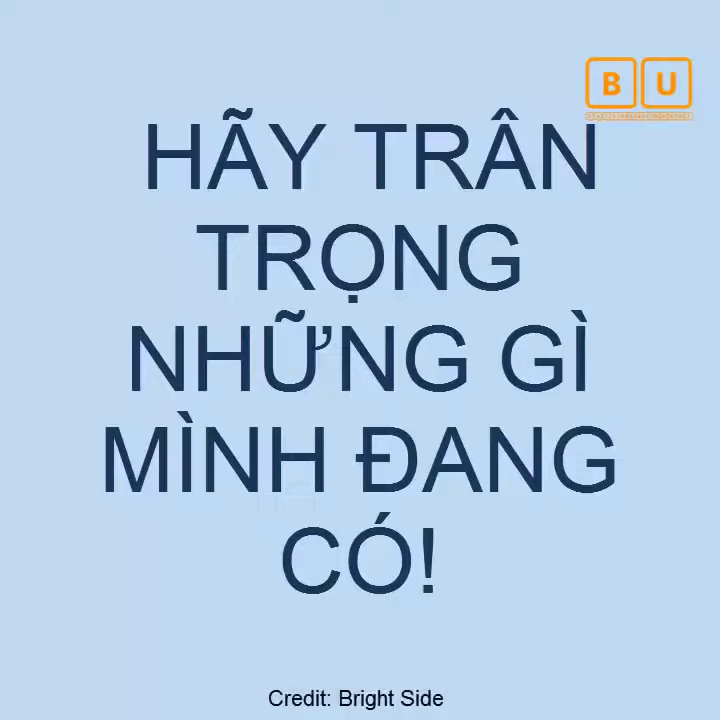 B U
HÃY TRÂN
TRỌNG
NHỮNG GÌ
MÌNH ĐANG
CÓ!
Credit: Bright Side